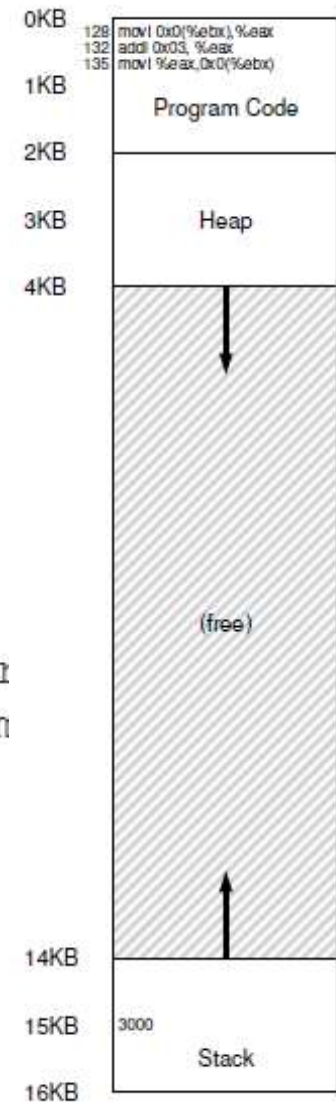 0KB
128 movl 0x0(%ebx),%eax
132 addl 0x03, %eax
135 movl %eax,0x0(%ebx)
1KB
Program Code
2KB
3KB
Heap
4KB
(free)
14KB
15KB
3000
Stack
16KB